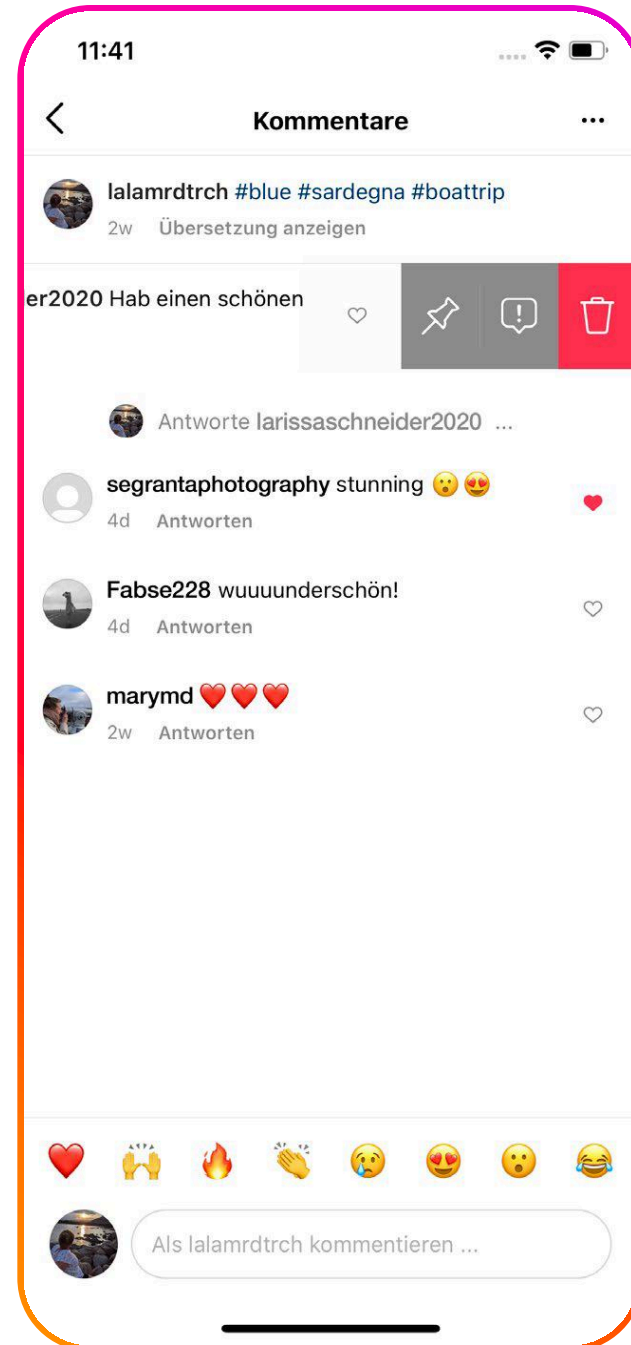 11:41
Kommentare
lalamrdtrch #blue #sardegna #boattrip
2w Übersetzung anzeigen
er2020 Hab einen schönen
Antworte larissaschneider2020 ...
segrantaphotography stunning 😮😍
4d Antworten
Fabse228 wuuuunderschön!
4d Antworten
marymd ❤️❤️❤️
2w Antworten
Als lalamrdtrch kommentieren ...